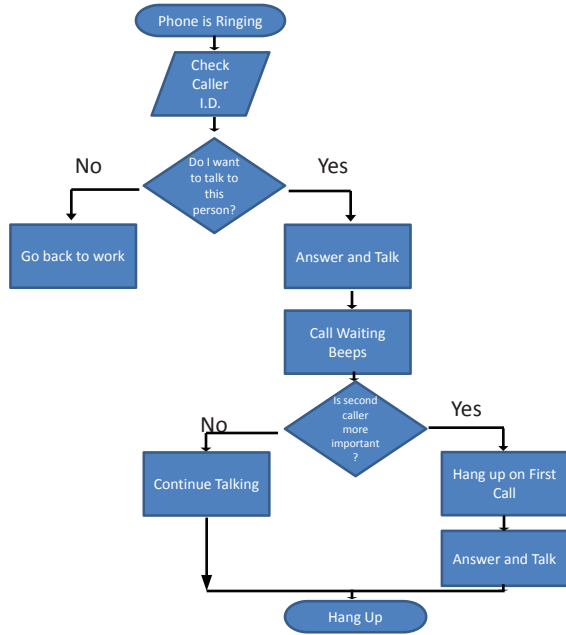 Phone is Ringing
Check
Caller
I.D.
No
Yes
Do I want
to talk to
this
person?
Go back to work
Answer and Talk
Call Waiting
Beeps
No
Yes
Is second
caller
more
important
?
Continue Talking
Hang up on First
Call
Answer and Talk
Hang Up